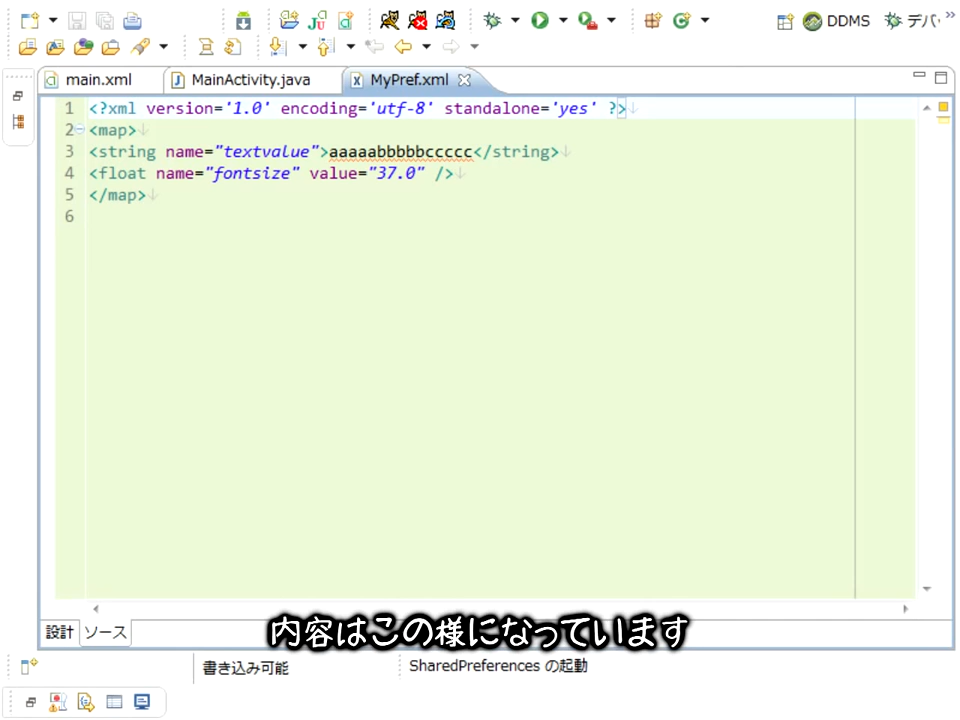 DDMS デバ
main.xml MainActivity.java MyPref.xml
1 <?xml version='1.0' encoding='utf-8' standalone='yes' ?>↓
2 <map>↓
3 <string name="textvalue">aaaaabbbbbccccc</string>↓
4 <float name="fontsize" value="37.0" />↓
5 </map>↓
6
内容はこの様になっています
設計 ソース
書き込み可能 SharedPreferences の起動